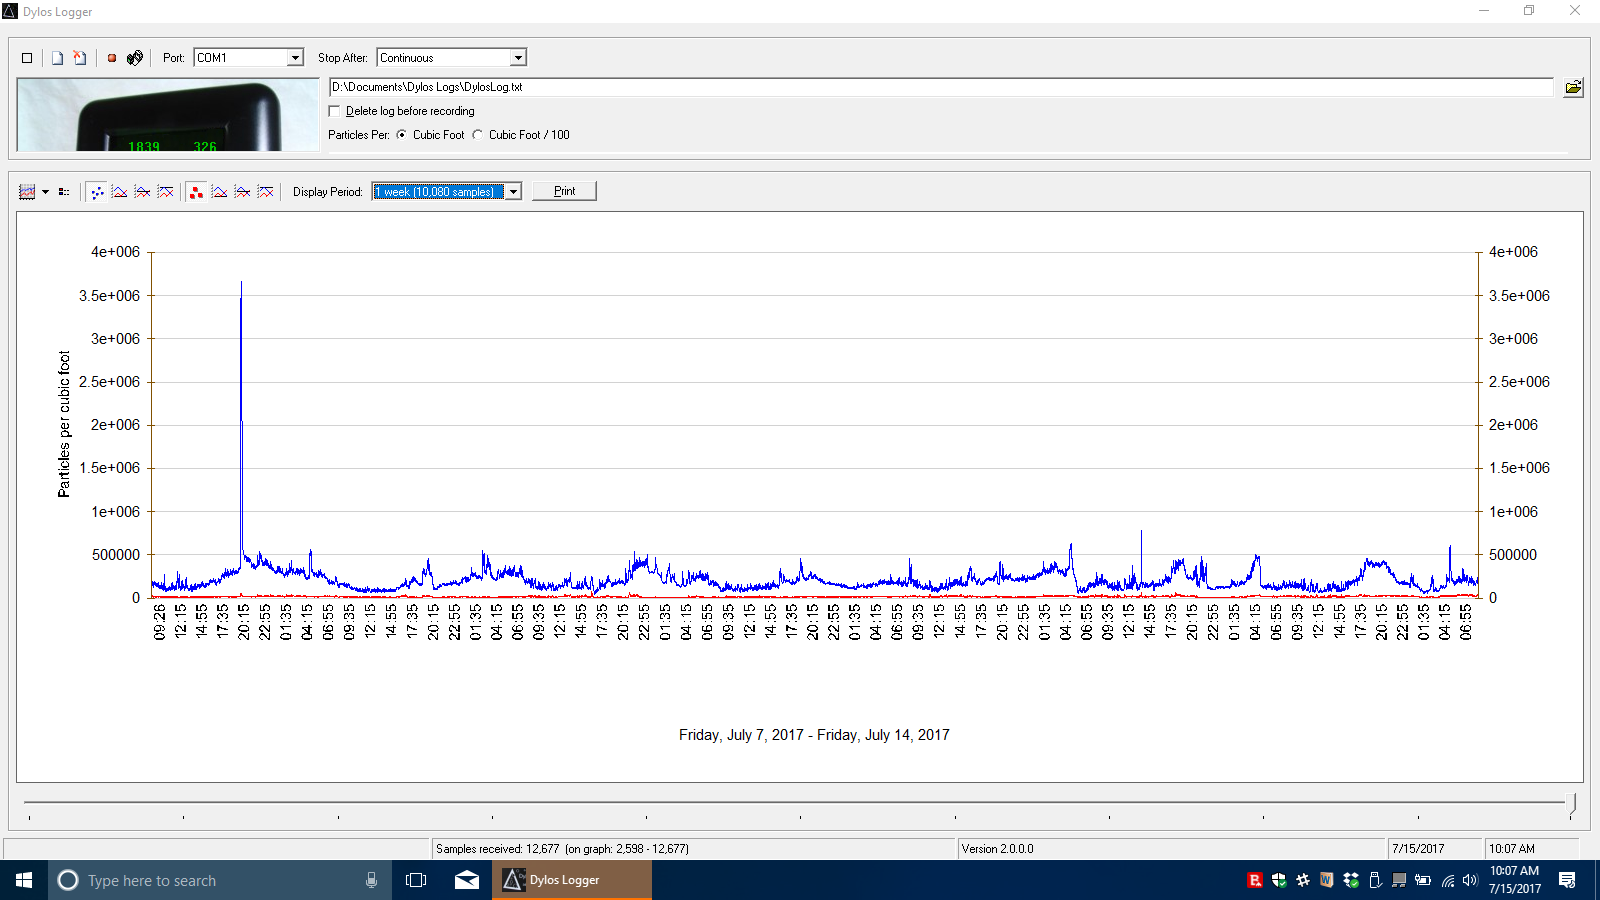 Dylos Logger
Port: COM1 Stop After: Continuous
D:\Documents\Dylos Logs\DylosLog.txt
Delete log before recording
Particles Per: Cubic Foot Cubic Foot / 100
1839 326
Display Period: 1 week (10,080 samples) Print
4e+006 4e+006
3.5e+006 3.5e+006
3e+006 3e+006
2.5e+006 2.5e+006
2e+006 2e+006
1.5e+006 1.5e+006
1e+006 1e+006
500000 500000
0 0
Particles per cubic foot
09:26 12:15 14:55 17:35 20:15 22:55 01:35 04:15 06:55 09:35 12:15 14:55 17:35 20:15 22:55 01:35 04:15 06:55 09:35 12:15 14:55 17:35 20:15 22:55 01:35 04:15 06:55 09:35 12:15 14:55 17:35 20:15 22:55 01:35 04:15 06:55 09:35 12:15 14:55 17:35 20:15 22:55 01:35 04:15 06:55 09:35 12:15 14:55 17:35 20:15 22:55 01:35 04:15 06:55 09:35 12:15 14:55 17:35 20:15 22:55 01:35 04:15 06:55
Friday, July 7, 2017 - Friday, July 14, 2017
Samples received: 12,677 (on graph: 2,598 - 12,677) Version 2.0.0.0 7/15/2017 10:07 AM
Type here to search Dylos Logger 10:07 AM
7/15/2017